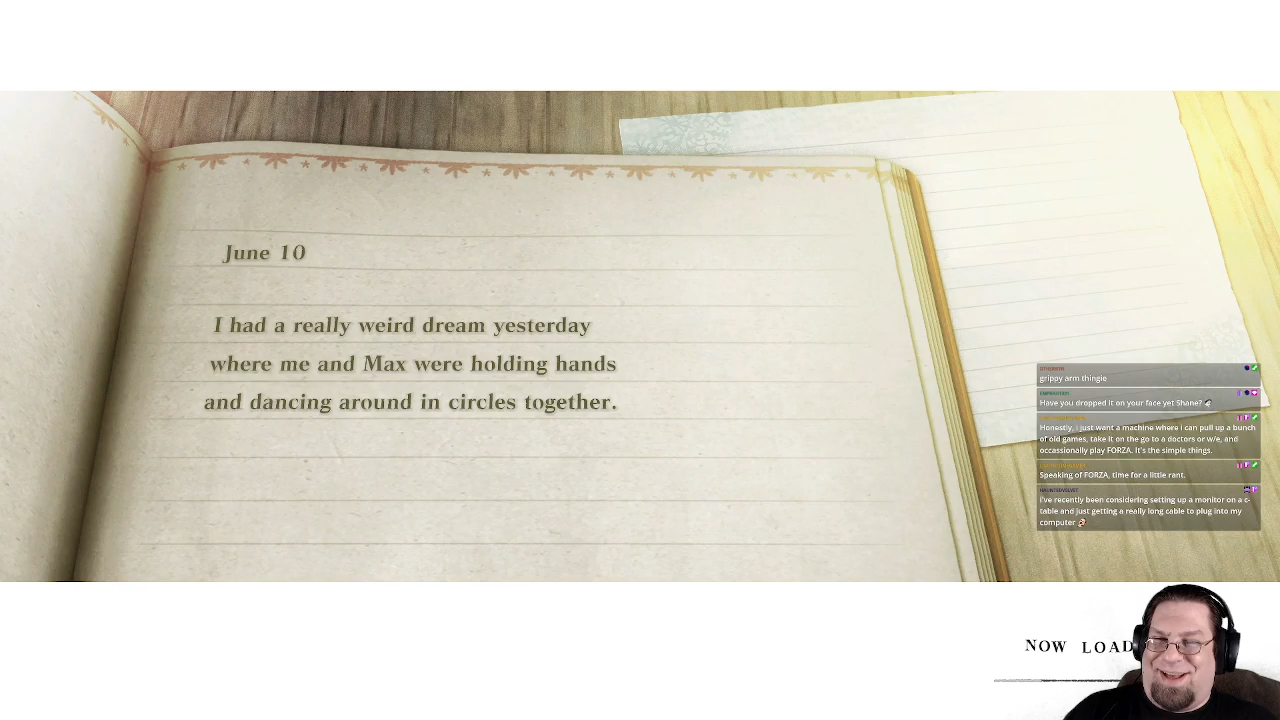 June 10
I had a really weird dream yesterday
where me and Max were holding hands
and dancing around in circles together.
grippy arm thingie
Have you dropped it on your face yet Shane?
Honestly, i just want a machine where i can pull up a bunch
of old games, take it on the go to a doctors or w/e, and
occassionally play FORZA. It's the simple things.
Speaking of FORZA, time for a little rant.
HAUNTEDVELVET
I've recently been considering setting up a monitor on a c-
table and just getting a really long cable to plug into my
computer
NOW LOAD